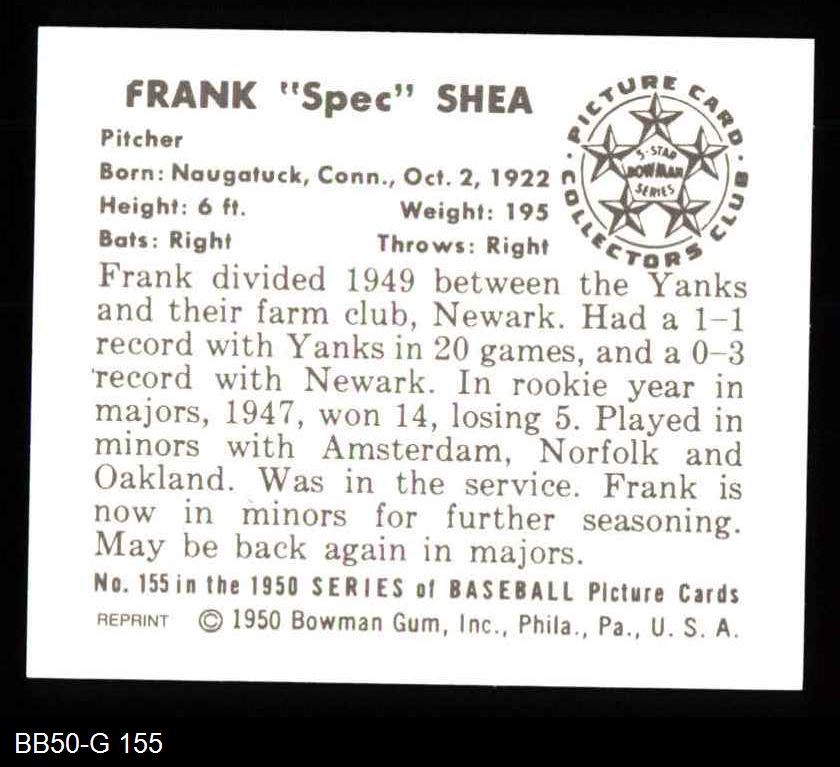 FRANK "Spec" SHEA
Pitcher
Born: Naugatuck, Conn., Oct. 2, 1922
Height: 6 ft. Weight: 195
Bats: Right Throws: Right
PICTURE CARD COLLECTORS CLUB
5-STAR
BOWMAN
SERIES
Frank divided 1949 between the Yanks
and their farm club, Newark. Had a 1-1
record with Yanks in 20 games, and a 0-3
record with Newark. In rookie year in
majors, 1947, won 14, losing 5. Played in
minors with Amsterdam, Norfolk and
Oakland. Was in the service. Frank is
now in minors for further seasoning.
May be back again in majors.
No. 155 in the 1950 SERIES of BASEBALL Picture Cards
REPRINT © 1950 Bowman Gum, Inc., Phila., Pa., U. S. A.
BB50-G 155